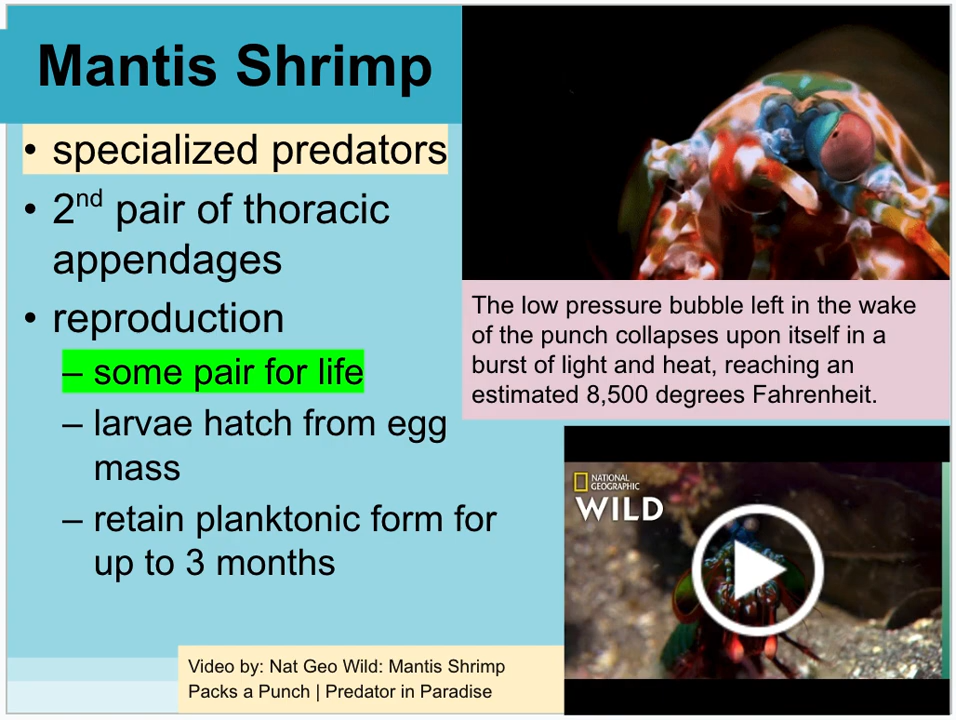 Mantis Shrimp
• specialized predators
• 2nd pair of thoracic
appendages
• reproduction
– some pair for life
– larvae hatch from egg
mass
– retain planktonic form for
up to 3 months
The low pressure bubble left in the wake
of the punch collapses upon itself in a
burst of light and heat, reaching an
estimated 8,500 degrees Fahrenheit.
NATIONAL
GEOGRAPHIC
WILD
Video by: Nat Geo Wild: Mantis Shrimp
Packs a Punch | Predator in Paradise